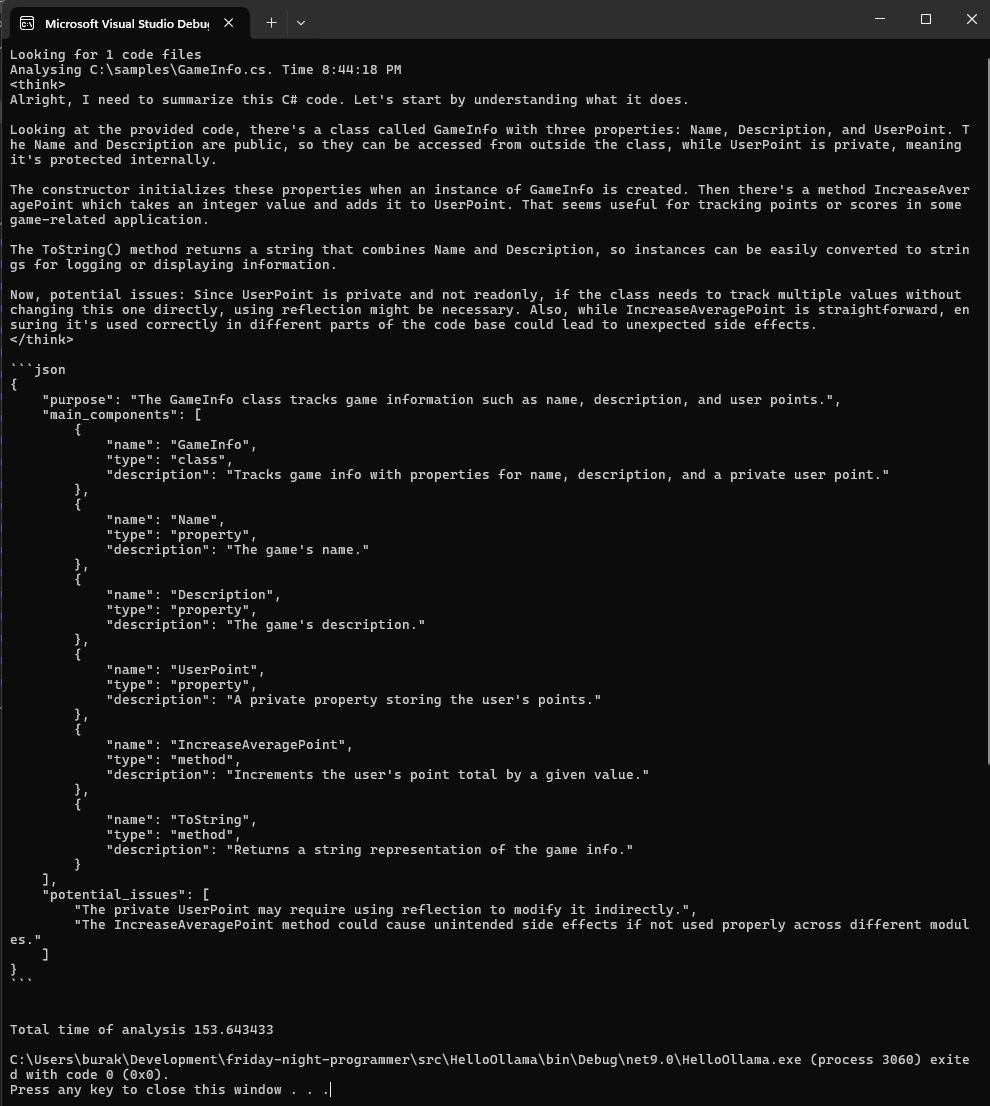 Microsoft Visual Studio Debu
Looking for 1 code files
Analysing C:\samples\GameInfo.cs. Time 8:44:18 PM
<think>
Alright, I need to summarize this C# code. Let's start by understanding what it does.
Looking at the provided code, there's a class called GameInfo with three properties: Name, Description, and UserPoint. T
he Name and Description are public, so they can be accessed from outside the class, while UserPoint is private, meaning
it's protected internally.
The constructor initializes these properties when an instance of GameInfo is created. Then there's a method IncreaseAver
agePoint which takes an integer value and adds it to UserPoint. That seems useful for tracking points or scores in some
game-related application.
The ToString() method returns a string that combines Name and Description, so instances can be easily converted to strin
gs for logging or displaying information.
Now, potential issues: Since UserPoint is private and not readonly, if the class needs to track multiple values without
changing this one directly, using reflection might be necessary. Also, while IncreaseAveragePoint is straightforward, en
suring it's used correctly in different parts of the code base could lead to unexpected side effects.
</think>
```json
{
    "purpose": "The GameInfo class tracks game information such as name, description, and user points.",
    "main_components": [
        {
            "name": "GameInfo",
            "type": "class",
            "description": "Tracks game info with properties for name, description, and a private user point."
        },
        {
            "name": "Name",
            "type": "property",
            "description": "The game's name."
        },
        {
            "name": "Description",
            "type": "property",
            "description": "The game's description."
        },
        {
            "name": "UserPoint",
            "type": "property",
            "description": "A private property storing the user's points."
        },
        {
            "name": "IncreaseAveragePoint",
            "type": "method",
            "description": "Increments the user's point total by a given value."
        },
        {
            "name": "ToString",
            "type": "method",
            "description": "Returns a string representation of the game info."
        }
    ],
    "potential_issues": [
        "The private UserPoint may require using reflection to modify it indirectly.",
        "The IncreaseAveragePoint method could cause unintended side effects if not used properly across different modul
es."
    ]
}
```
Total time of analysis 153.643433
C:\Users\burak\Development\friday-night-programmer\src\HelloOllama\bin\Debug\net9.0\HelloOllama.exe (process 3060) exite
d with code 0 (0x0).
Press any key to close this window . . .